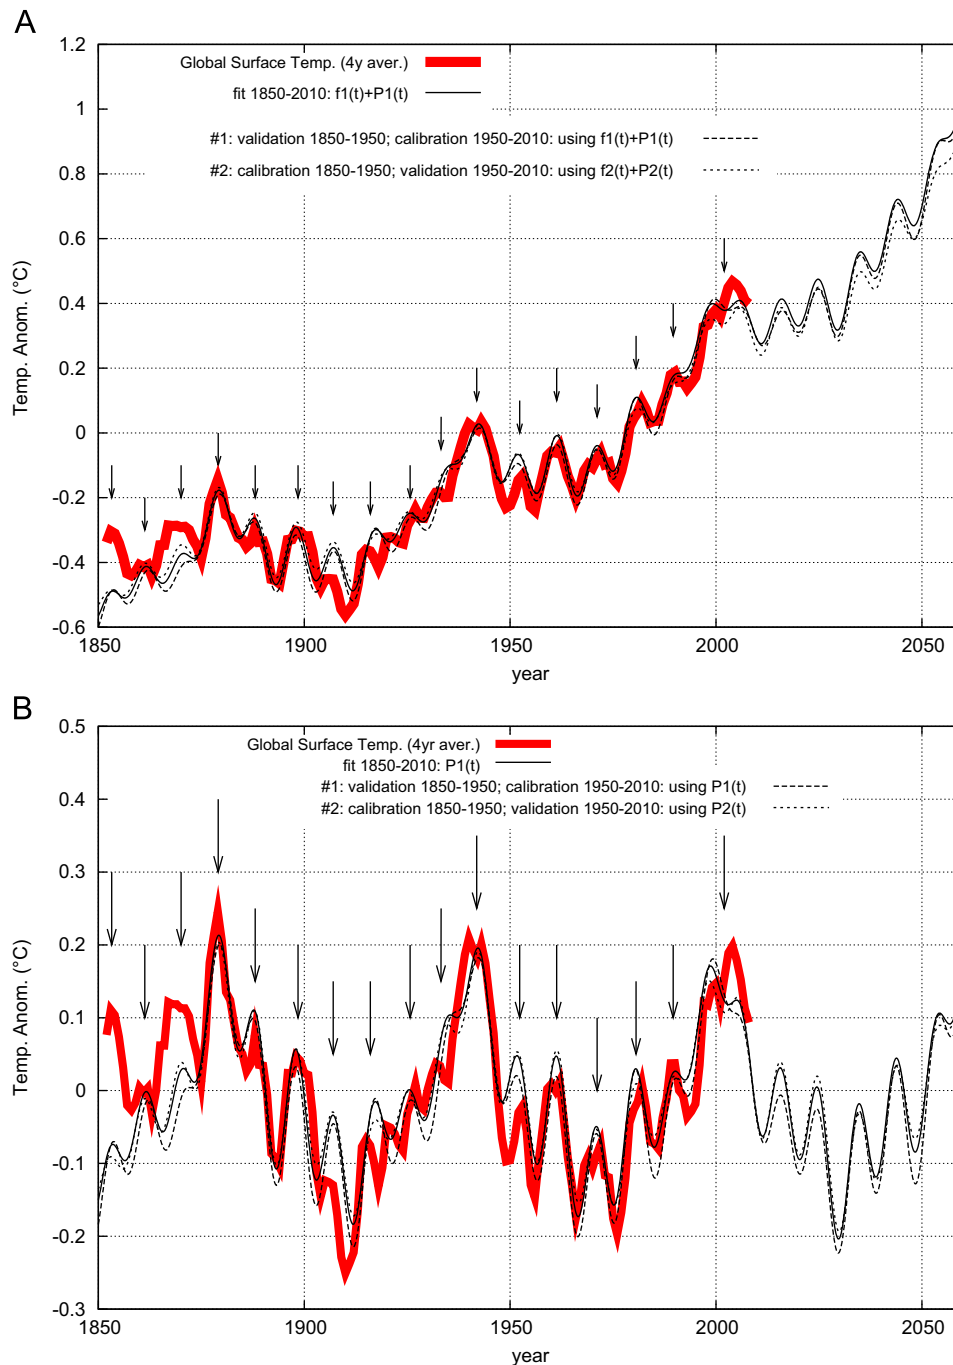 A
1.2
1
0.8
0.6
0.4
0.2
0
-0.2
-0.4
-0.6
Temp. Anom. (°C)
Global Surface Temp. (4y aver.)
fit 1850-2010: f1(t)+P1(t)
#1: validation 1850-1950; calibration 1950-2010: using f1(t)+P1(t)
#2: calibration 1850-1950; validation 1950-2010: using f2(t)+P2(t)
1850 1900 1950 2000 2050
year
B
0.5
0.4
0.3
0.2
0.1
0
-0.1
-0.2
-0.3
Temp. Anom. (°C)
Global Surface Temp. (4yr aver.)
fit 1850-2010: P1(t)
#1: validation 1850-1950; calibration 1950-2010: using P1(t)
#2: calibration 1850-1950; validation 1950-2010: using P2(t)
1850 1900 1950 2000 2050
year